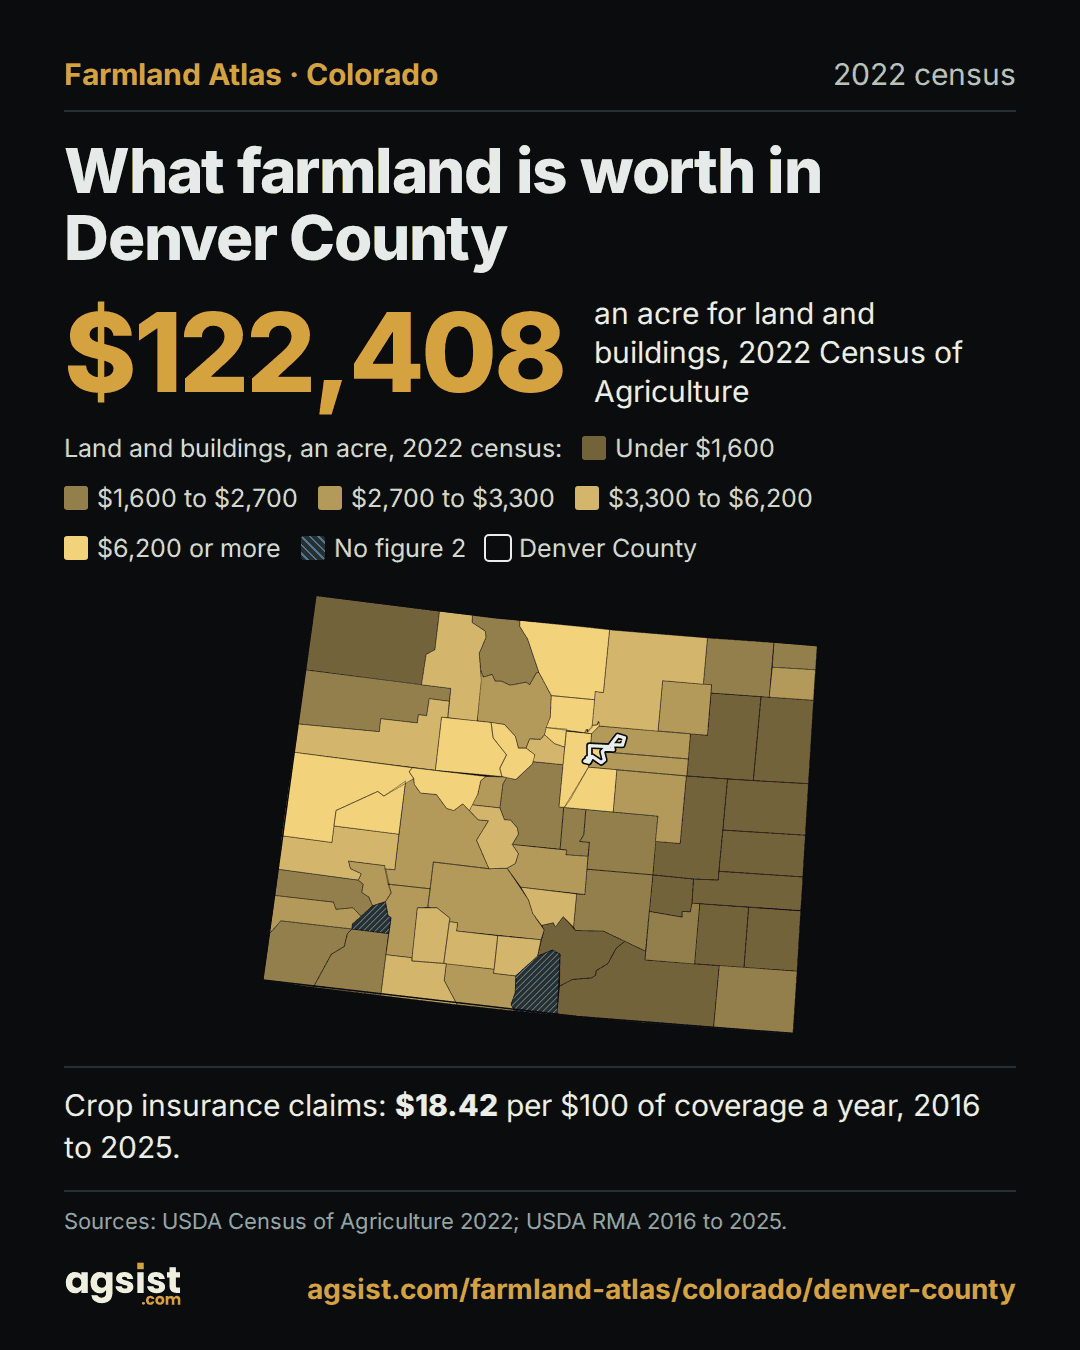 Farmland Atlas · Colorado
2022 census
What farmland is worth in
Denver County
$122,408
an acre for land and
buildings, 2022 Census of
Agriculture
Land and buildings, an acre, 2022 census: Under $1,600
$1,600 to $2,700 $2,700 to $3,300 $3,300 to $6,200
$6,200 or more No figure 2 Denver County
Crop insurance claims: $18.42 per $100 of coverage a year, 2016
to 2025.
Sources: USDA Census of Agriculture 2022; USDA RMA 2016 to 2025.
agsist
.com
agsist.com/farmland-atlas/colorado/denver-county